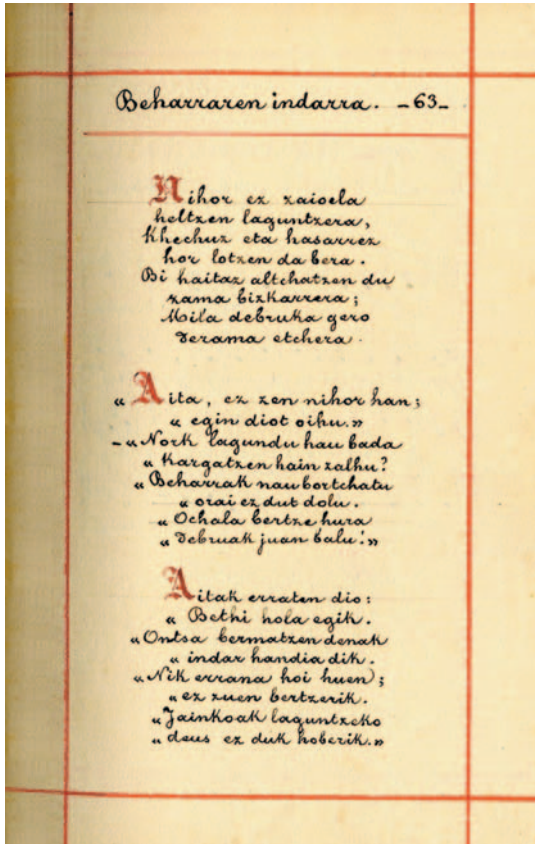 Beharraren indarra. -63-
Nihor ez zaioela
heltzen laguntzera,
Khechuz eta hasarrez
hor lotzen da bera.
Bi haitaz altchatzen du
zama bizkarrera;
Mila debruka gero
derama etchera.
« Aita, ez zen nihor han;
« egin diot oihu.»
-« Nork lagundu hau bada
« kargatzen hain zalhu?
« Beharrak nau bortchatu
« orai ez dut dolu.
« Ochala bertze hura
« debruak juan balu!»
Aitak erraten dio:
« Bethi hola egik.
« Ontsa bermatzen denak
« indar handia dik.
« Nik errana hoi huen;
« ez zuen bertzerik.
« Jainkoak laguntzeko
« deus ez duk hoberik.»